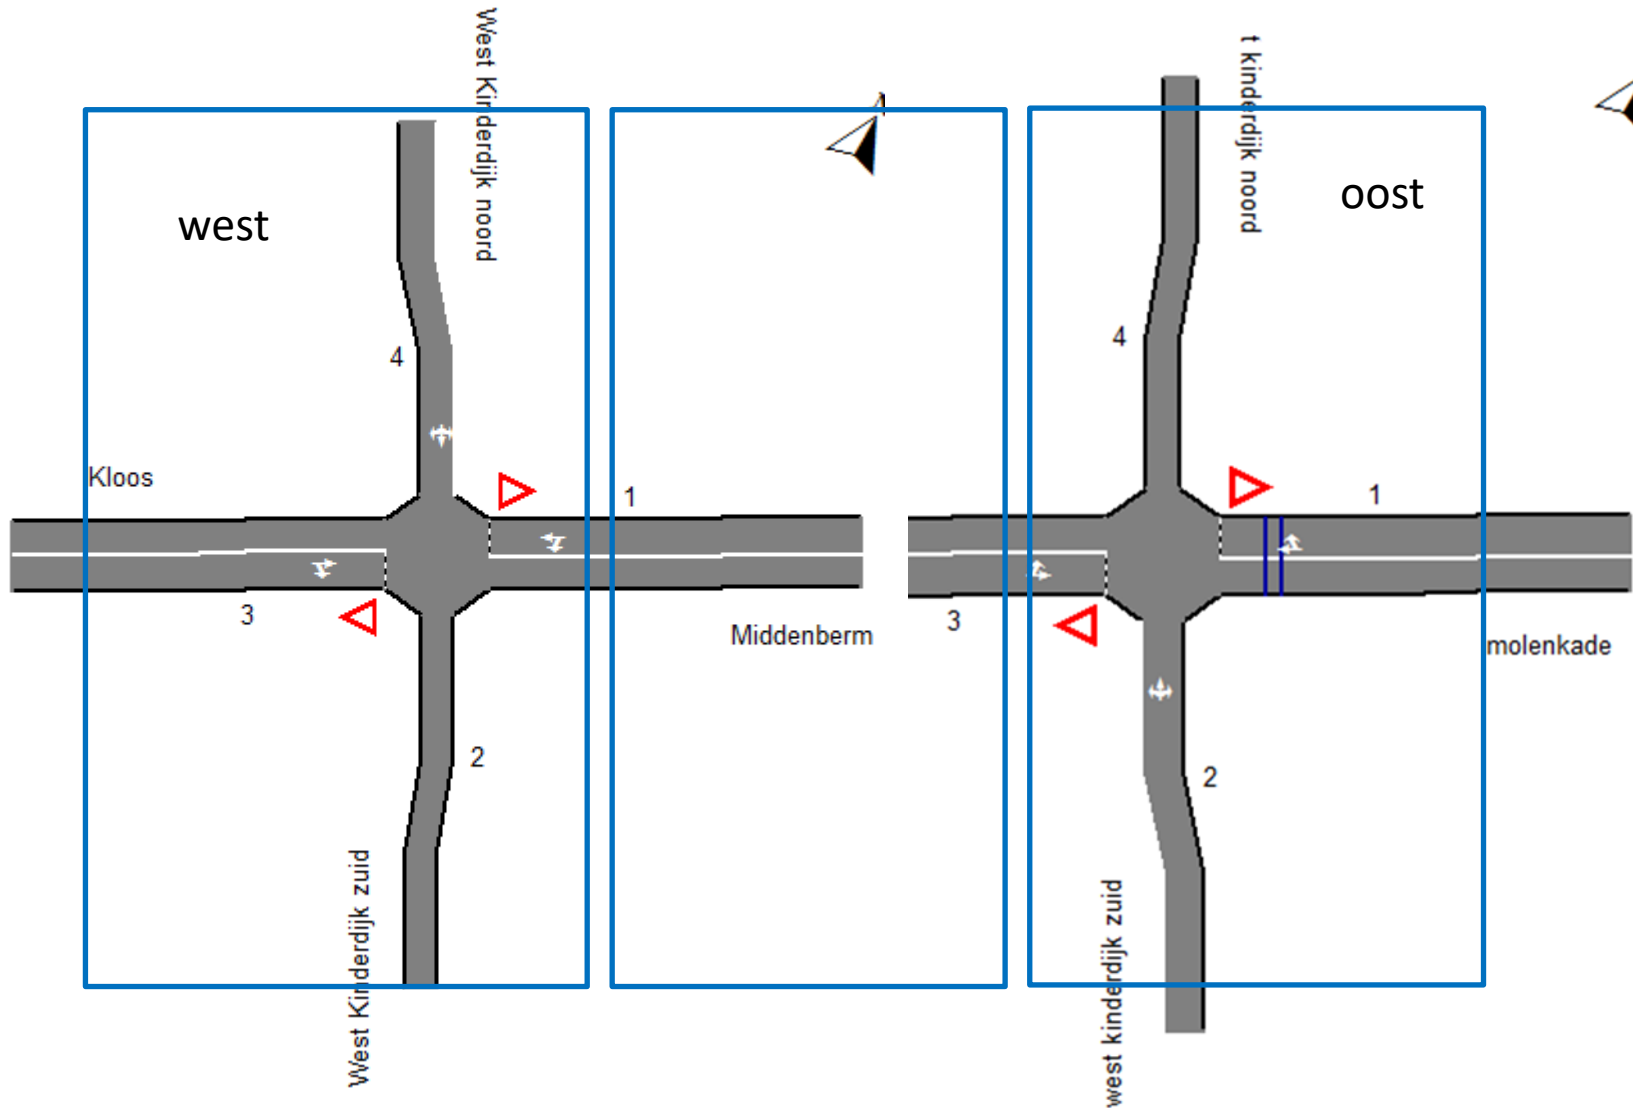 West Kinderdijk noord
t kinderdijk noord
west
oost
4
4
Kloos
1
1
3
3
Middenberm
molenkade
2
2
West Kinderdijk zuid
west kinderdijk zuid